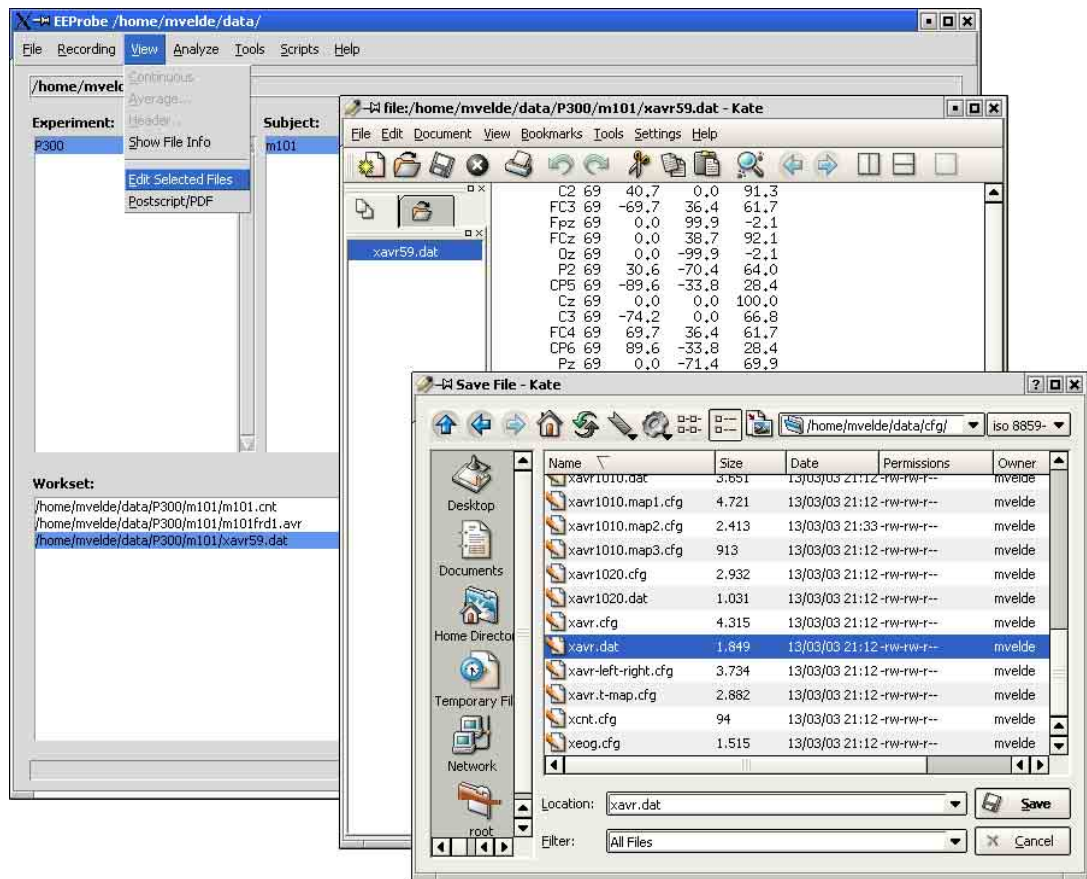 EEProbe /home/mvelde/data/
File Recording View Analyze Tools Scripts Help
Continuous
Average...
Header...
Show File Info
Edit Selected Files
Postscript/PDF
Experiment:
P300
Subject:
m101
Workset:
/home/mvelde/data/P300/m101/m101.cnt
/home/mvelde/data/P300/m101/m101frd1.avr
/home/mvelde/data/P300/m101/xavr59.dat
file:/home/mvelde/data/P300/m101/xavr59.dat - Kate
File Edit Document View Bookmarks Tools Settings Help
xavr59.dat
C2 69 40.7 0.0 91.3
FC3 69 -69.7 36.4 61.7
Fpz 69 0.0 99.9 -2.1
FCz 69 0.0 38.7 92.1
Oz 69 0.0 -99.9 -2.1
P2 69 30.6 -70.4 64.0
CP5 69 -89.6 -33.8 28.4
Cz 69 0.0 0.0 100.0
C3 69 -74.2 0.0 66.8
FC4 69 69.7 36.4 61.7
CP6 69 89.6 -33.8 28.4
Pz 69 0.0 -71.4 69.9
Save File - Kate
/home/mvelde/data/cfg/ iso 8859-
Desktop
Documents
Home Director
Temporary Fil
Network
root
Name Size Date Permissions Owner
xavr1010.dat 3.651 13/03/03 21:12 -rw-rw-r-- mvelde
xavr1010.map1.cfg 4.721 13/03/03 21:12 -rw-rw-r-- mvelde
xavr1010.map2.cfg 2.413 13/03/03 21:33 -rw-rw-r-- mvelde
xavr1010.map3.cfg 913 13/03/03 21:12 -rw-rw-r-- mvelde
xavr1020.cfg 2.932 13/03/03 21:12 -rw-rw-r-- mvelde
xavr1020.dat 1.031 13/03/03 21:12 -rw-rw-r-- mvelde
xavr.cfg 4.315 13/03/03 21:12 -rw-rw-r-- mvelde
xavr.dat 1.849 13/03/03 21:12 -rw-rw-r-- mvelde
xavr-left-right.cfg 3.734 13/03/03 21:12 -rw-rw-r-- mvelde
xavr.t-map.cfg 2.882 13/03/03 21:12 -rw-rw-r-- mvelde
xcnt.cfg 94 13/03/03 21:12 -rw-rw-r-- mvelde
xeog.cfg 1.515 13/03/03 21:12 -rw-rw-r-- mvelde
Location: xavr.dat Save
Filter: All Files Cancel